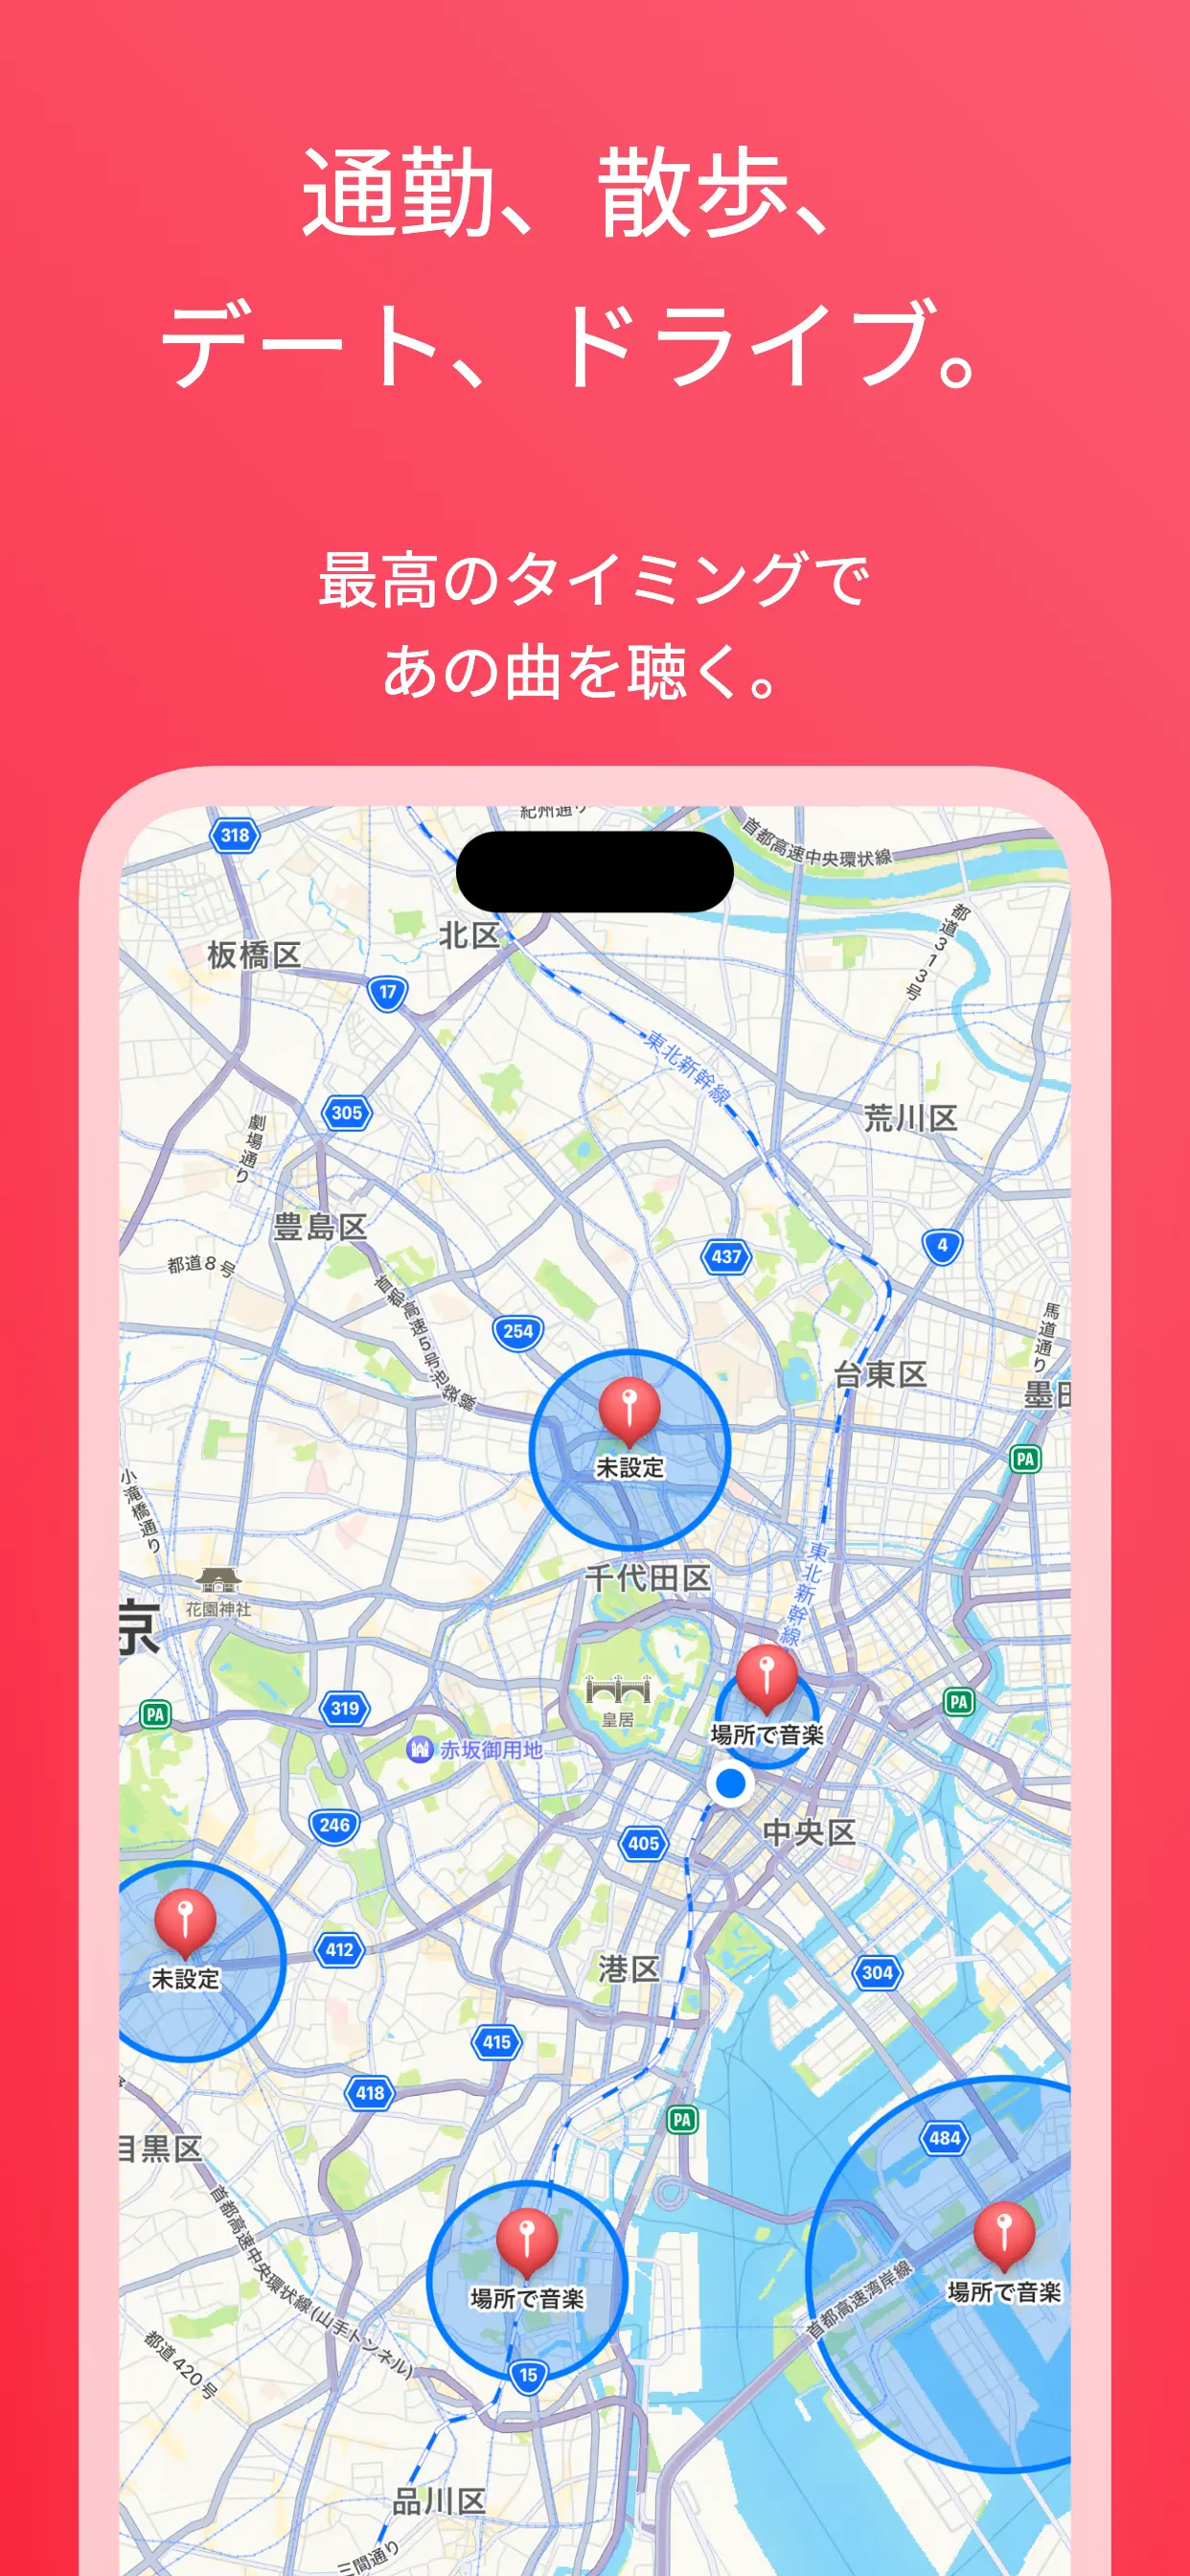 通勤、散歩、
デート、ドライブ。
最高のタイミングで
あの曲を聴く。
紀州通り
318
首都高速中央環状線
都道313号
北区
板橋区
17
東北新幹線
305
荒川区
劇場通り
豊島区
437
4
都道8号
首都高速5号池袋線
254
馬道通り
台東区
墨田
未設定
PA
小滝橋通り
東北新幹線
千代田区
花園神社
京
皇居
場所で音楽
PA
319
PA
赤坂御用地
246
405
中央区
未設定
412
港区
304
415
418
PA
目黒区
484
場所で音楽
場所で音楽
首都高速湾岸線
首都高速中央環状線(山手トンネル)
都道420号
15
品川区
三間通り